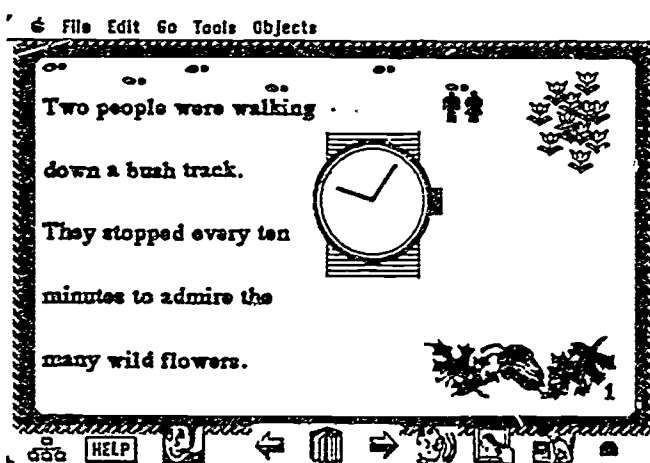 File Edit Go Tools Objects
Two people were walking
down a bush track.
They stopped every ten
minutes to admire the
many wild flowers.
1
HELP